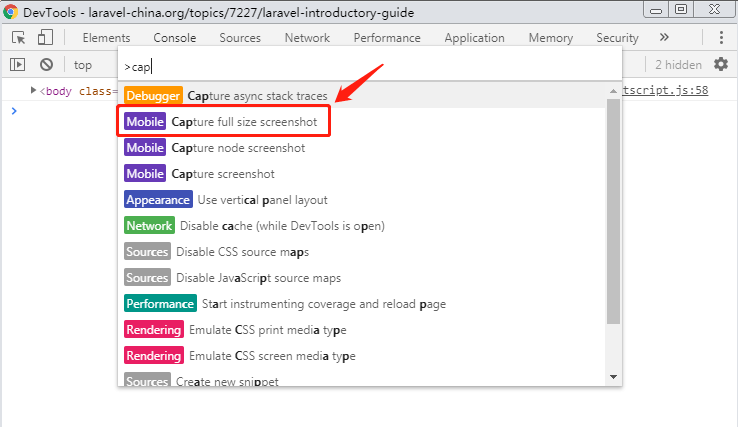 DevTools - laravel-china.org/topics/7227/laravel-introductory-guide
Elements Console Sources Network Performance Application Memory Security »
top 2 hidden
>cap
<body class= tscript.js:58
Debugger Capture async stack traces
Mobile Capture full size screenshot
Mobile Capture node screenshot
Mobile Capture screenshot
Appearance Use vertical panel layout
Network Disable cache (while DevTools is open)
Sources Disable CSS source maps
Sources Disable JavaScript source maps
Performance Start instrumenting coverage and reload page
Rendering Emulate CSS print media type
Rendering Emulate CSS screen media type
Sources Create new snippet